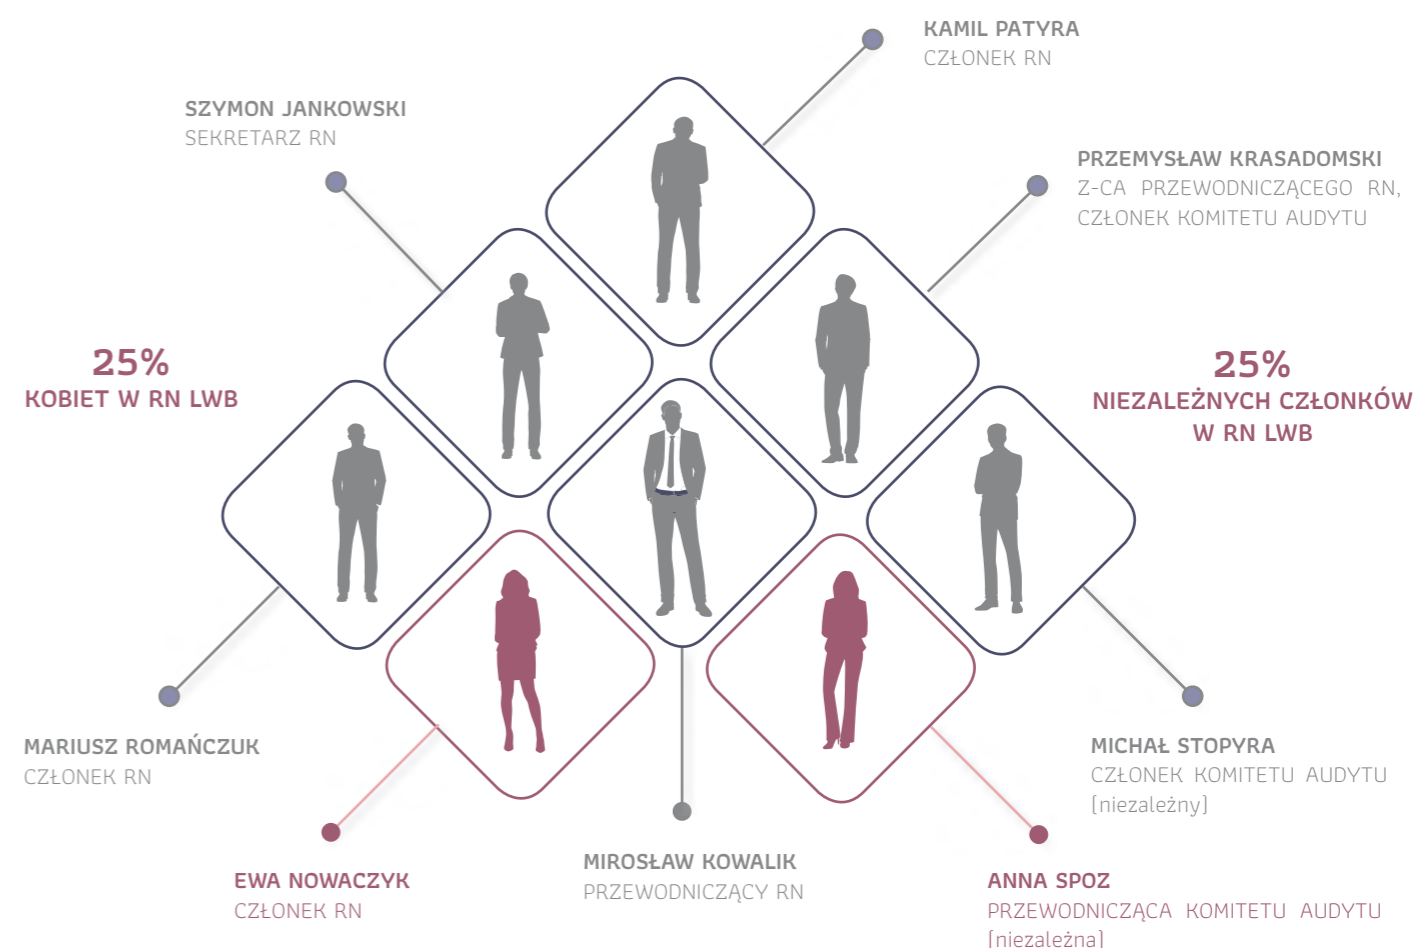 KAMIL PATYRA
CZŁONEK RN
SZYMON JANKOWSKI
SEKRETARZ RN
PRZEMYSŁAW KRASADOMSKI
Z-CA PRZEWODNICZĄCEGO RN,
CZŁONEK KOMITETU AUDYTU
25%
KOBIET W RN LWB
25%
NIEZALEŻNYCH CZŁONKÓW
W RN LWB
MARIUSZ ROMAŃCZUK
CZŁONEK RN
MICHAŁ STOPYRA
CZŁONEK KOMITETU AUDYTU
(niezależny)
EWA NOWACZYK
CZŁONEK RN
MIROSŁAW KOWALIK
PRZEWODNICZĄCY RN
ANNA SPOZ
PRZEWODNICZĄCA KOMITETU AUDYTU
(niezależna)